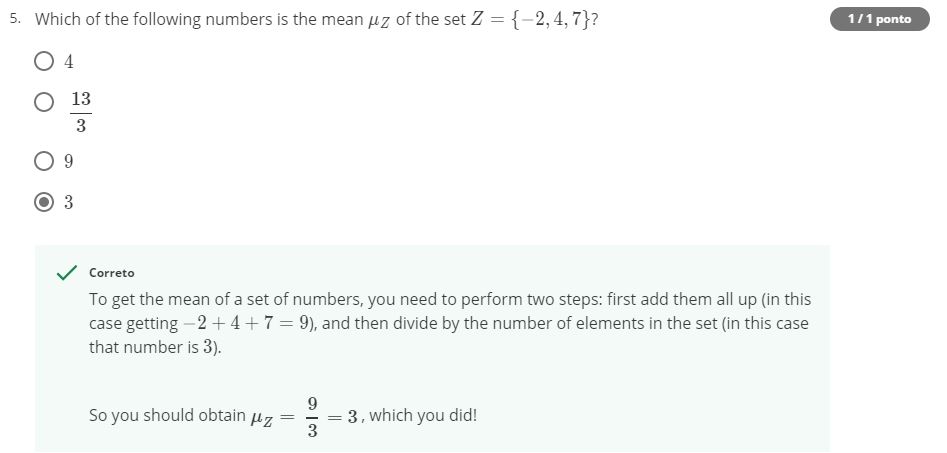 5. Which of the following numbers is the mean μ_Z of the set Z = {−2, 4, 7}?
1 / 1 ponto
4
13/3
9
3
Correto
To get the mean of a set of numbers, you need to perform two steps: first add them all up (in this
case getting −2 + 4 + 7 = 9), and then divide by the number of elements in the set (in this case
that number is 3).
So you should obtain μ_Z = 9/3 = 3, which you did!